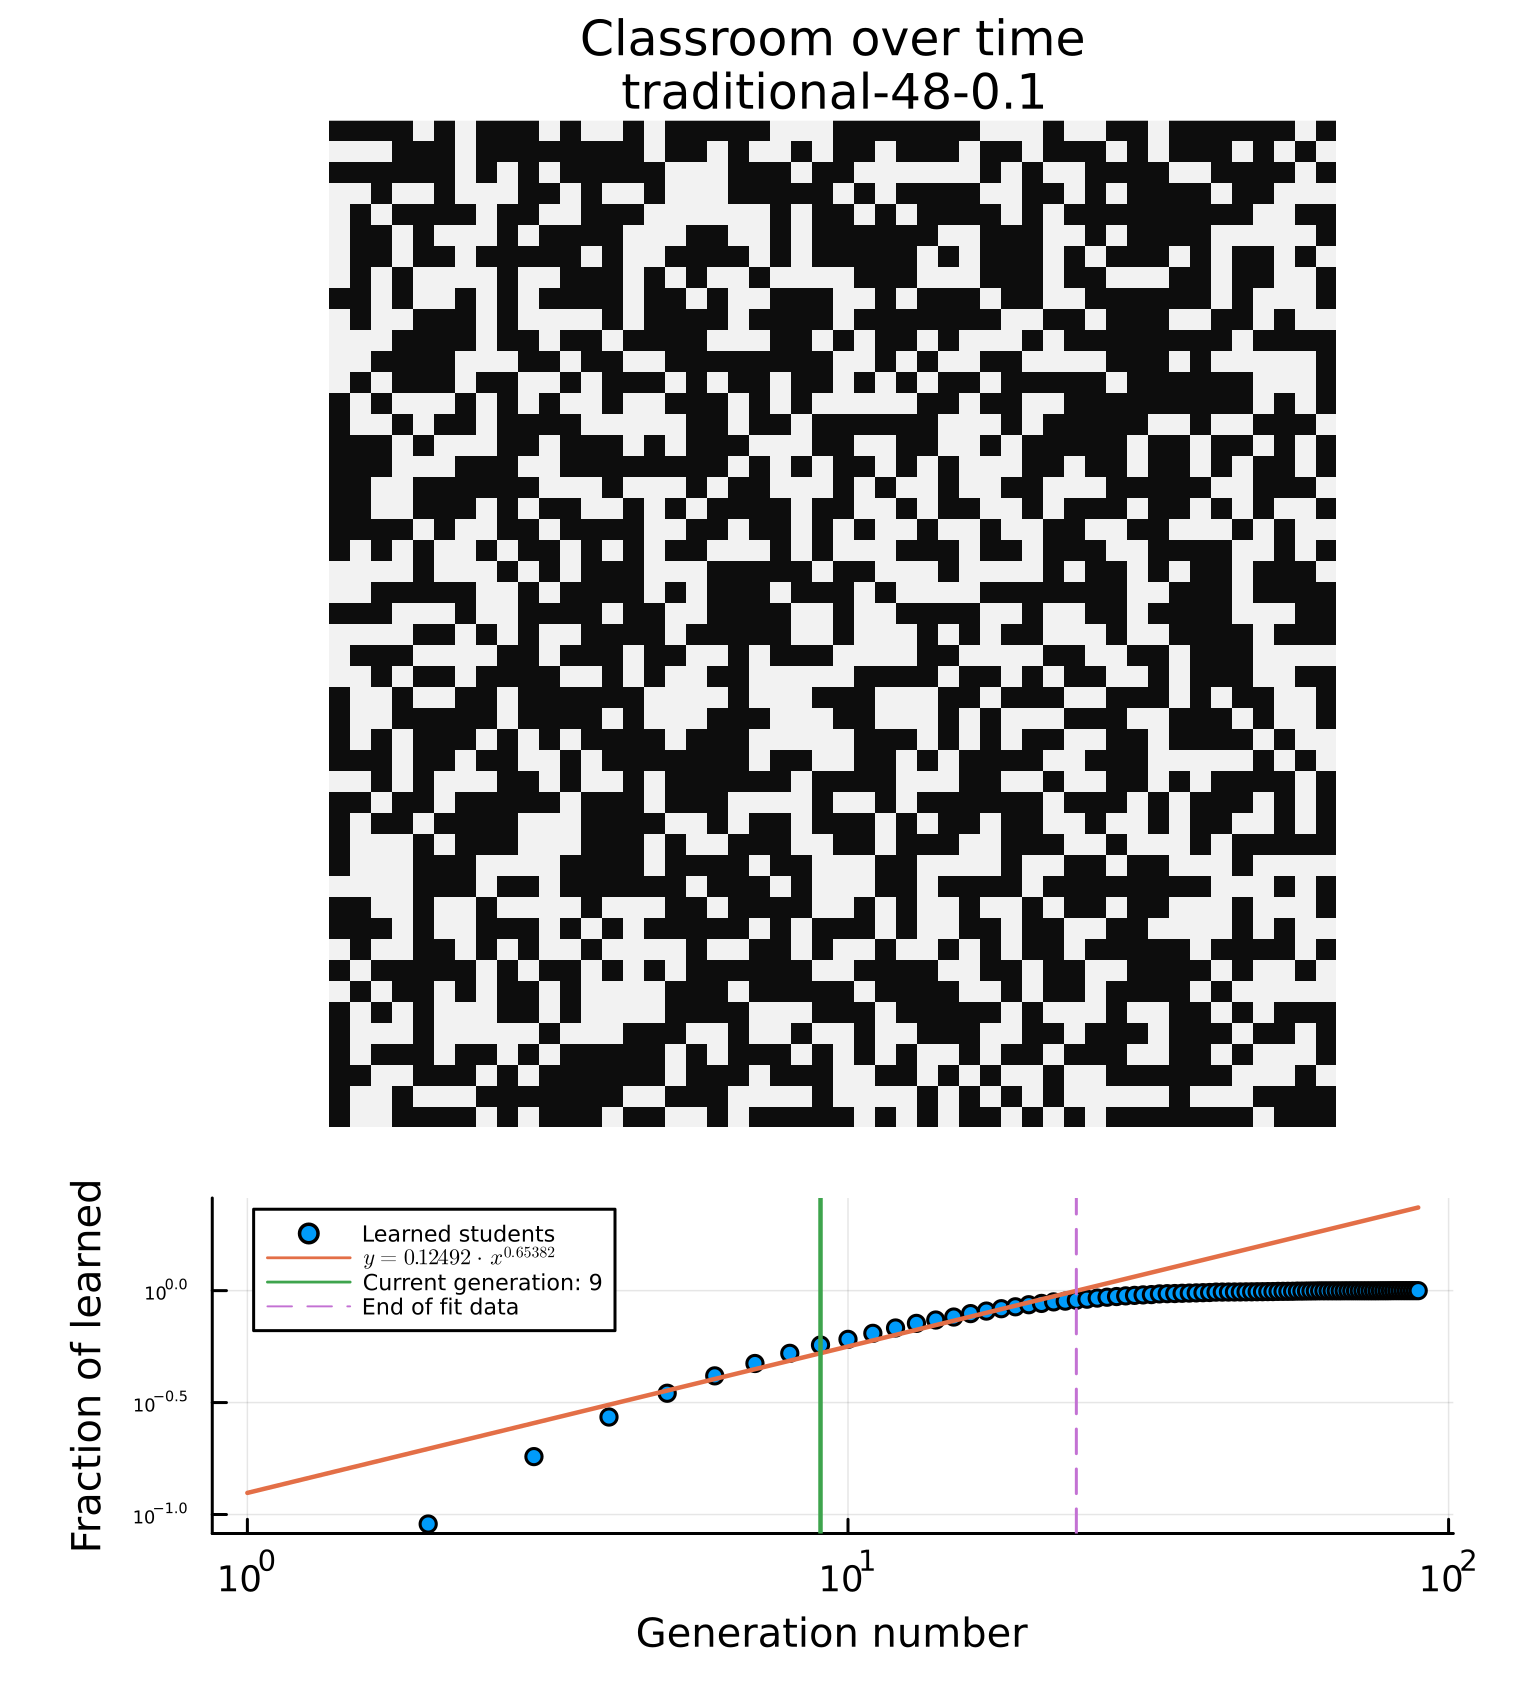 Classroom over time
traditional-48-0.1
Fraction of learned
Learned students
y = 0.12492 · x^0.65382
Current generation: 9
End of fit data
10^0.0
10^−0.5
10^−1.0
10^0 10^1 10^2
Generation number